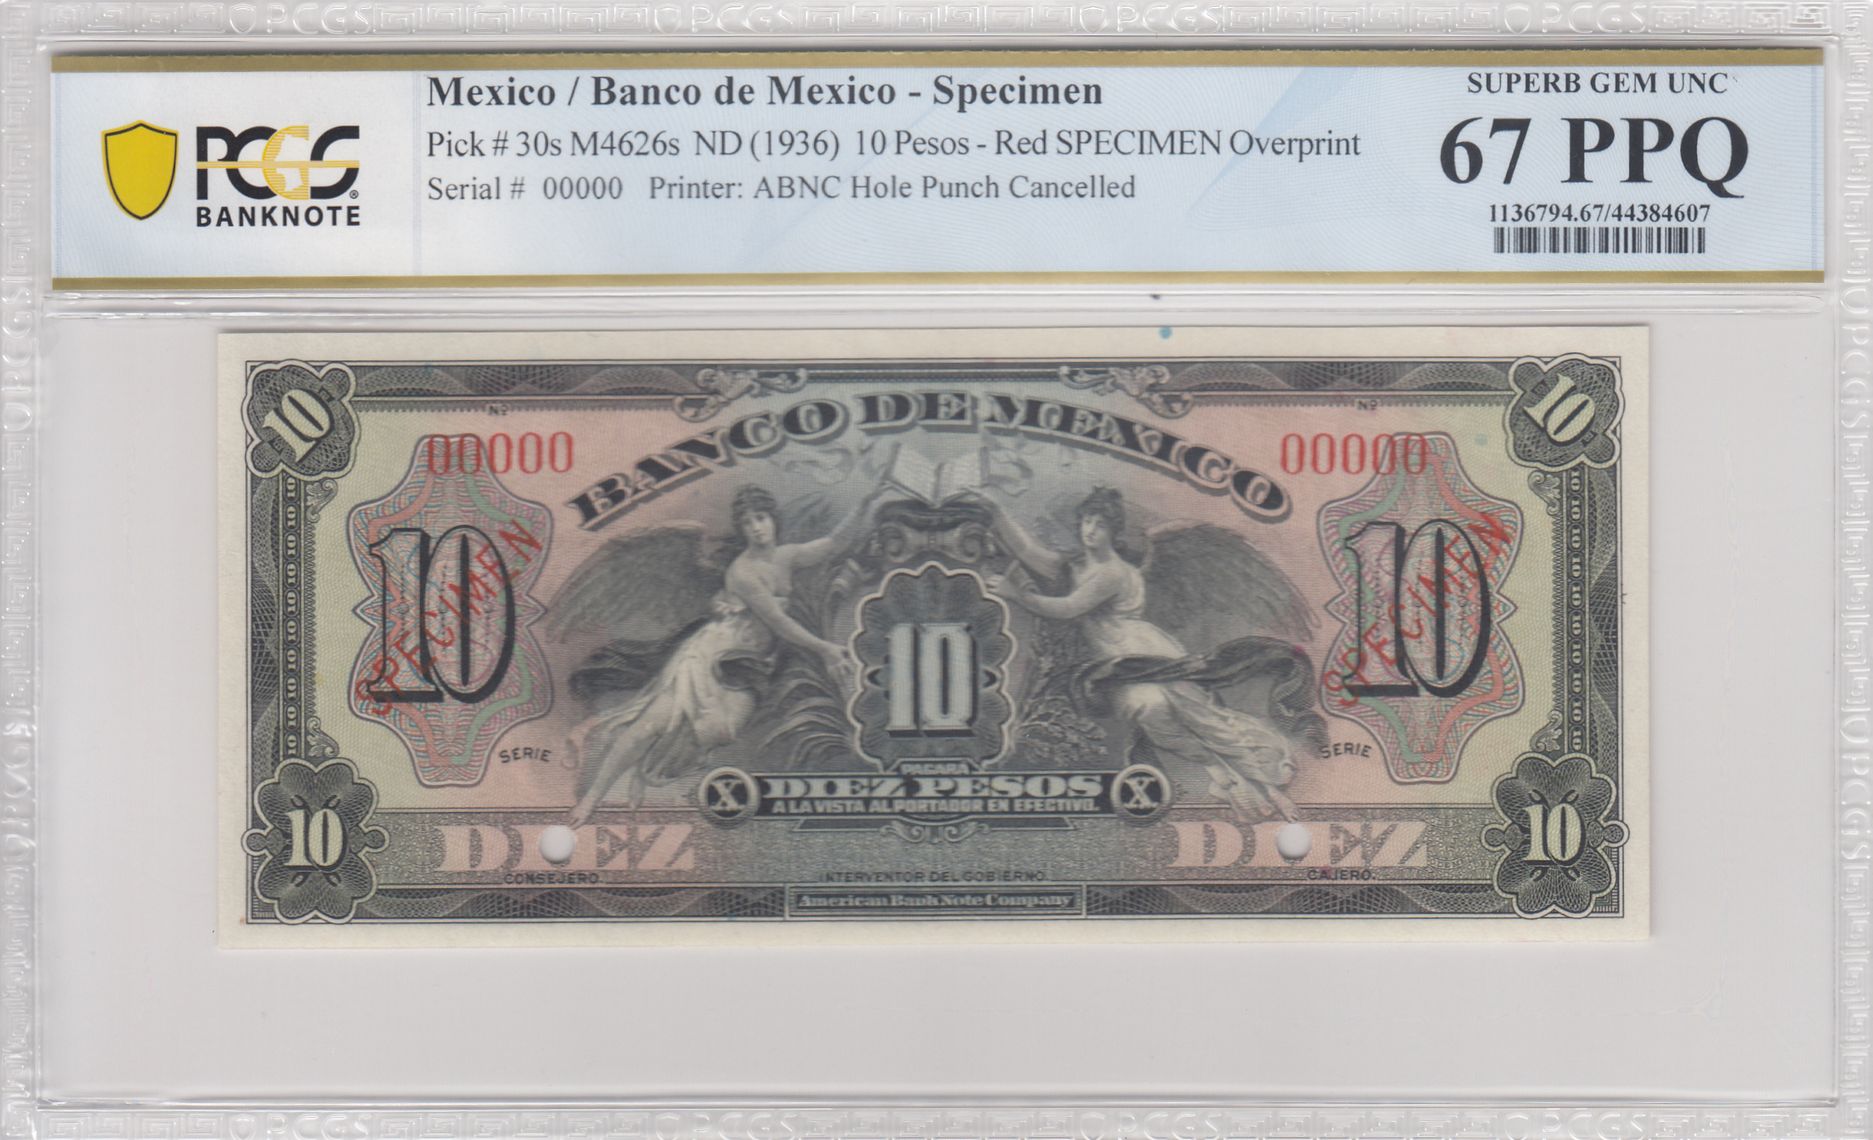 Mexico / Banco de Mexico - Specimen
Pick # 30s M4626s ND (1936) 10 Pesos - Red SPECIMEN Overprint
Serial # 00000 Printer: ABNC Hole Punch Cancelled
SUPERB GEM UNC
67 PPQ
1136794.67/44384607
PCGS®
BANKNOTE
10 10
Nº Nº
00000 00000
BANCO DE MEXICO
10 10 10
SPECIMEN SPECIMEN
SERIE SERIE
PAGARÁ
X DIEZ PESOS X
A LA VISTA AL PORTADOR EN EFECTIVO.
10 DIEZ DIEZ 10
CONSEJERO. INTERVENTOR DEL GOBIERNO. CAJERO.
American Bank Note Company